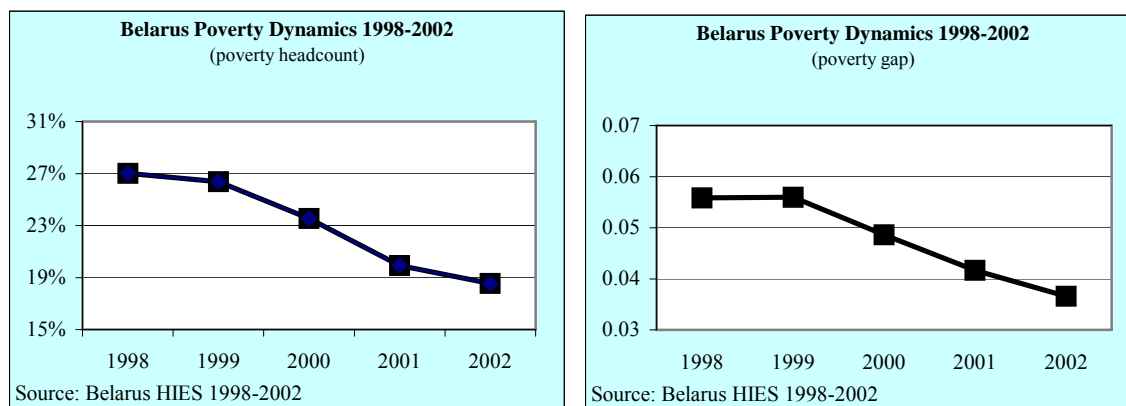 Belarus Poverty Dynamics 1998-2002
(poverty headcount)
31%
27%
23%
19%
15%
1998 1999 2000 2001 2002
Source: Belarus HIES 1998-2002
Belarus Poverty Dynamics 1998-2002
(poverty gap)
0.07
0.06
0.05
0.04
0.03
1998 1999 2000 2001 2002
Source: Belarus HIES 1998-2002